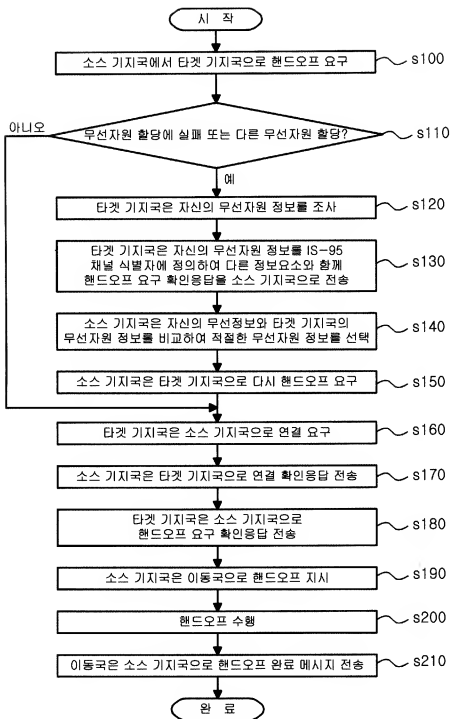 시 작
소스 기지국에서 타겟 기지국으로 핸드오프 요구
s100
아니오
무선자원 할당에 실패 또는 다른 무선자원 할당?
s110
예
타겟 기지국은 자신의 무선자원 정보를 조사
s120
타겟 기지국은 자신의 무선자원 정보를 IS-95
채널 식별자에 정의하여 다른 정보요소와 함께
핸드오프 요구 확인응답을 소스 기지국으로 전송
s130
소스 기지국은 자신의 무선정보와 타겟 기지국의
무선자원 정보를 비교하여 적절한 무선자원 정보를 선택
s140
소스 기지국은 타겟 기지국으로 다시 핸드오프 요구
s150
타겟 기지국은 소스 기지국으로 연결 요구
s160
소스 기지국은 타겟 기지국으로 연결 확인응답 전송
s170
타겟 기지국은 소스 기지국으로
핸드오프 요구 확인응답 전송
s180
소스 기지국은 이동국으로 핸드오프 지시
s190
핸드오프 수행
s200
이동국은 소스 기지국으로 핸드오프 완료 메시지 전송
s210
완 료